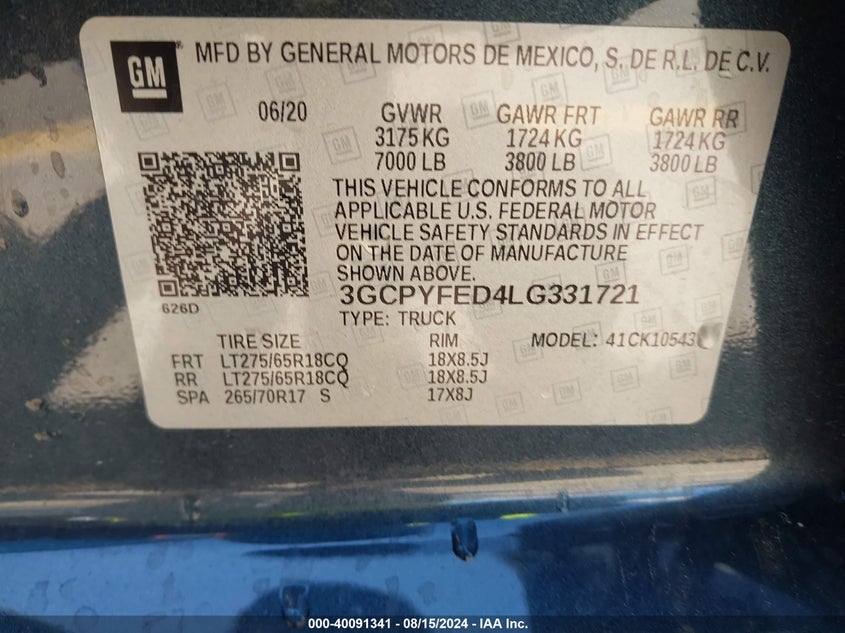 GM MFD BY GENERAL MOTORS DE MEXICO, S. DE R.L. DE C.V.
06/20 GVWR GAWR FRT GAWR RR
3175 KG 1724 KG 1724 KG
7000 LB 3800 LB 3800 LB
THIS VEHICLE CONFORMS TO ALL
APPLICABLE U.S. FEDERAL MOTOR
VEHICLE SAFETY STANDARDS IN EFFECT
ON THE DATE OF MANUFACTURE
SHOWN ABOVE.
3GCPYFED4LG331721
626D
TYPE: TRUCK
TIRE SIZE RIM MODEL: 41CK10543
FRT LT275/65R18CQ 18X8.5J
RR LT275/65R18CQ 18X8.5J
SPA 265/70R17 S 17X8J
000-40091341 - 08/15/2024 - IAA Inc.